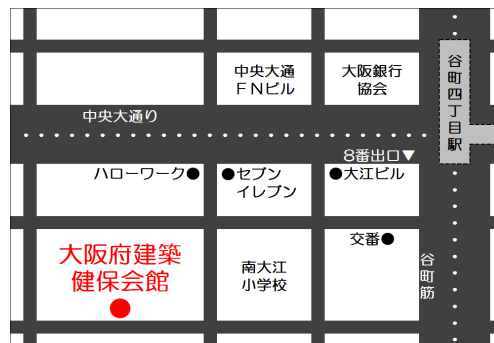 中央大通
FNビル
大阪銀行
協会
谷町四丁目駅
中央大通り
8番出口▼
ハローワーク●
●セブン
イレブン
●大江ビル
大阪府建築
健保会館
●
南大江
小学校
交番●
谷町筋